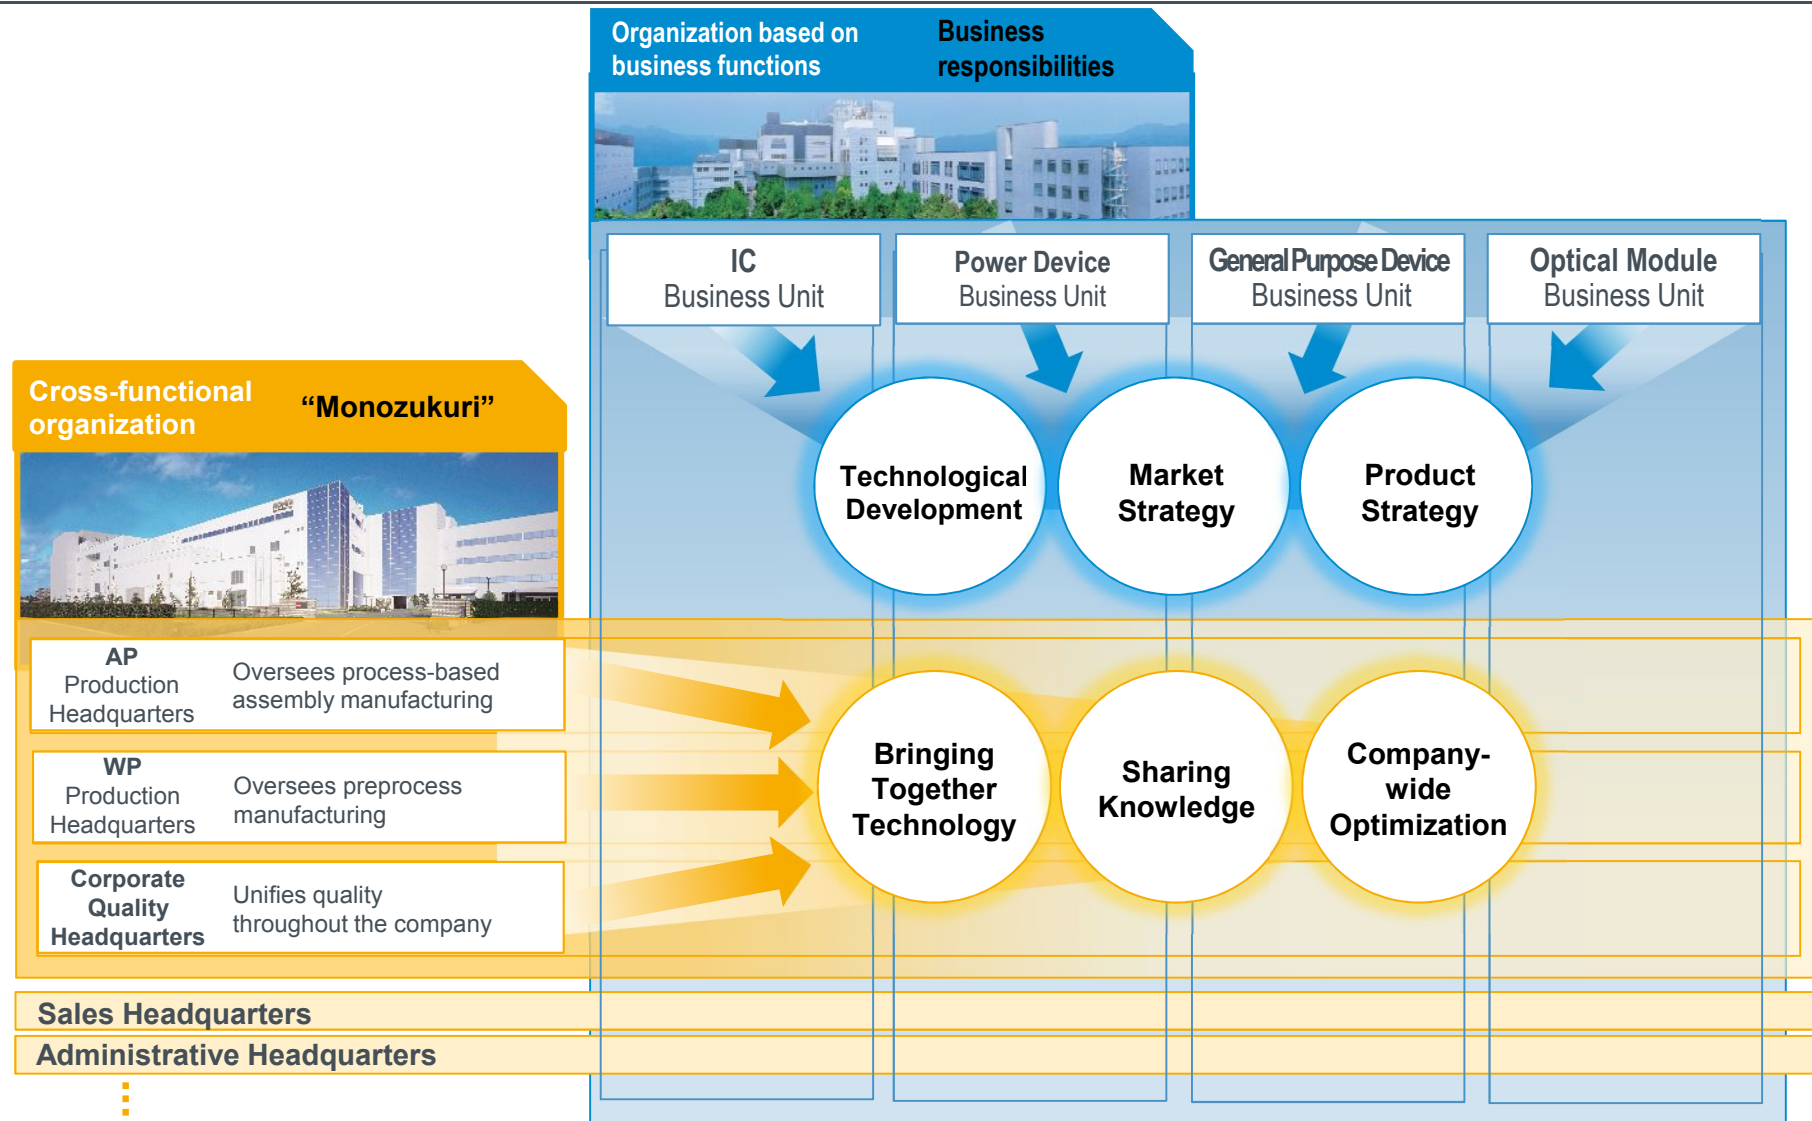 Organization based on
business functions
Business
responsibilities
IC
Business Unit
Power Device
Business Unit
General Purpose Device
Business Unit
Optical Module
Business Unit
Cross-functional
organization
“Monozukuri”
Technological
Development
Market
Strategy
Product
Strategy
AP
Production
Headquarters
Oversees process-based
assembly manufacturing
WP
Production
Headquarters
Oversees preprocess
manufacturing
Corporate
Quality
Headquarters
Unifies quality
throughout the company
Bringing
Together
Technology
Sharing
Knowledge
Company-
wide
Optimization
Sales Headquarters
Administrative Headquarters